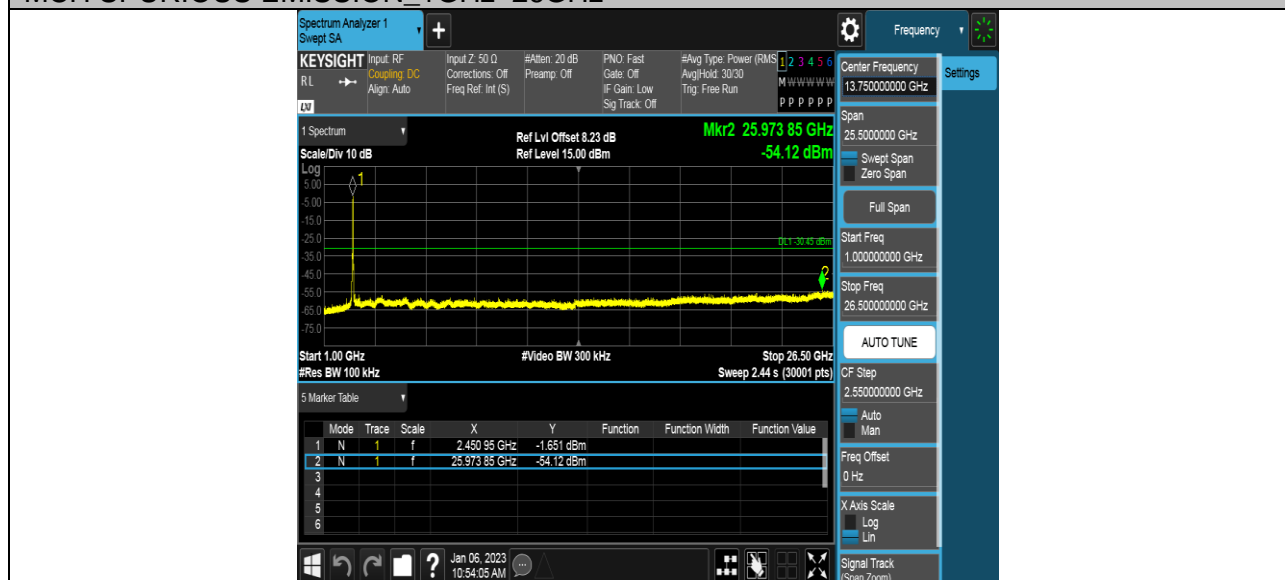 Spectrum Analyzer 1
Swept SA
+
Frequency
KEYSIGHT
RL
LXI
Input: RF
Coupling: DC
Align: Auto
Input Z: 50 Ω
Corrections: Off
Freq Ref: Int (S)
#Atten: 20 dB
Preamp: Off
PNO: Fast
Gate: Off
IF Gain: Low
Sig Track: Off
#Avg Type: Power (RMS
Avg|Hold: 30/30
Trig: Free Run
1 2 3 4 5 6
M W W W W W
P P P P P P
Center Frequency
13.750000000 GHz
Settings
Span
25.5000000 GHz
Swept Span
Zero Span
Full Span
Start Freq
1.000000000 GHz
Stop Freq
26.500000000 GHz
AUTO TUNE
CF Step
2.550000000 GHz
Auto
Man
Freq Offset
0 Hz
X Axis Scale
Log
Lin
Signal Track
(Span Zoom)
1 Spectrum
Scale/Div 10 dB
Ref Lvl Offset 8.23 dB
Ref Level 15.00 dBm
Mkr2 25.973 85 GHz
-54.12 dBm
Log
5.00
-5.00
-15.0
-25.0
-35.0
-45.0
-55.0
-65.0
-75.0
1
DL1 -30.45 dBm
2
Start 1.00 GHz
#Video BW 300 kHz
Stop 26.50 GHz
#Res BW 100 kHz
Sweep 2.44 s (30001 pts)
5 Marker Table
Mode Trace Scale X Y Function Function Width Function Value
1 N 1 f 2.450 95 GHz -1.651 dBm
2 N 1 f 25.973 85 GHz -54.12 dBm
3
4
5
6
?
Jan 06, 2023
10:54:05 AM